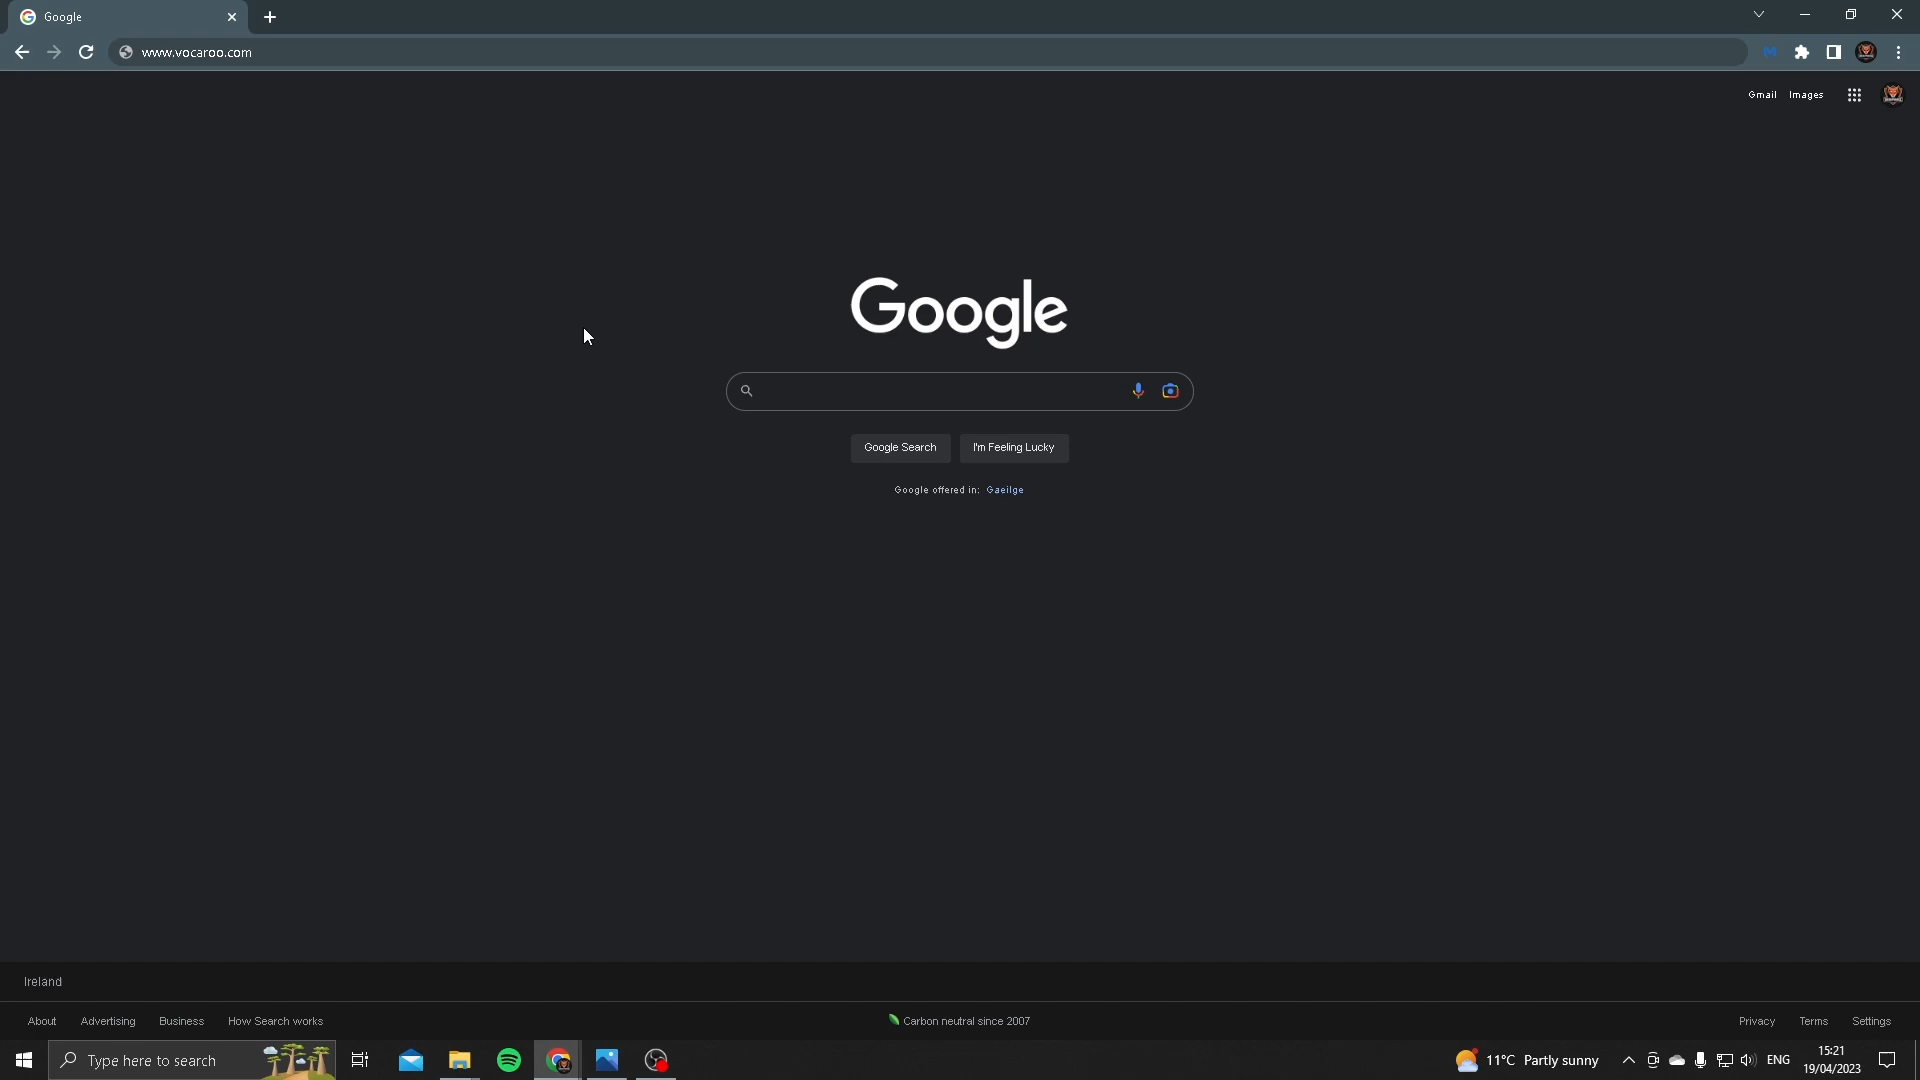 Google
www.vocaroo.com
Gmail Images
Google
Google Search I'm Feeling Lucky
Google offered in: Gaeilge
Ireland
About Advertising Business How Search works
Carbon neutral since 2007
Privacy Terms Settings
Type here to search
11°C Partly sunny
ENG
15:21
19/04/2023